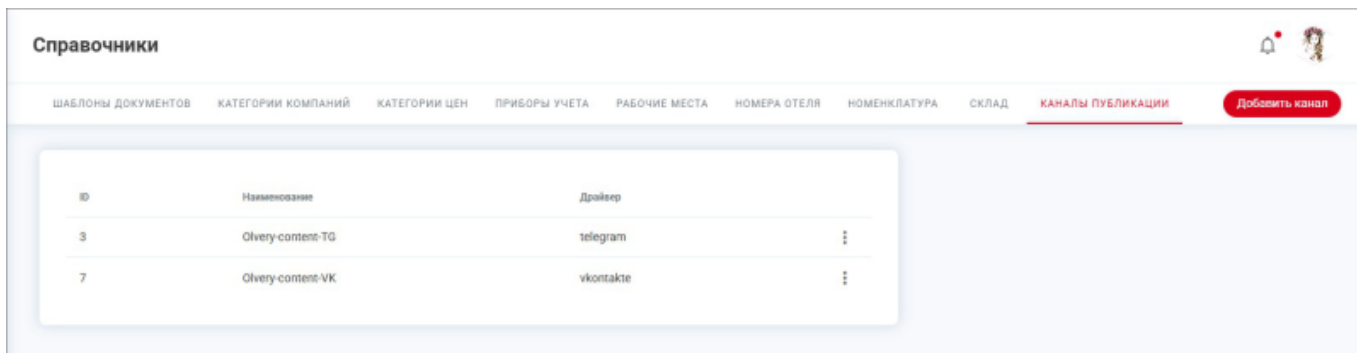 Справочники
ШАБЛОНЫ ДОКУМЕНТОВ КАТЕГОРИИ КОМПАНИЙ КАТЕГОРИИ ЦЕН ПРИБОРЫ УЧЕТА РАБОЧИЕ МЕСТА НОМЕРА ОТЕЛЯ НОМЕНКЛАТУРА СКЛАД КАНАЛЫ ПУБЛИКАЦИИ Добавить канал
ID Наименование Драйвер
3 Olvery-content-TG telegram
7 Olvery-content-VK vkontakte